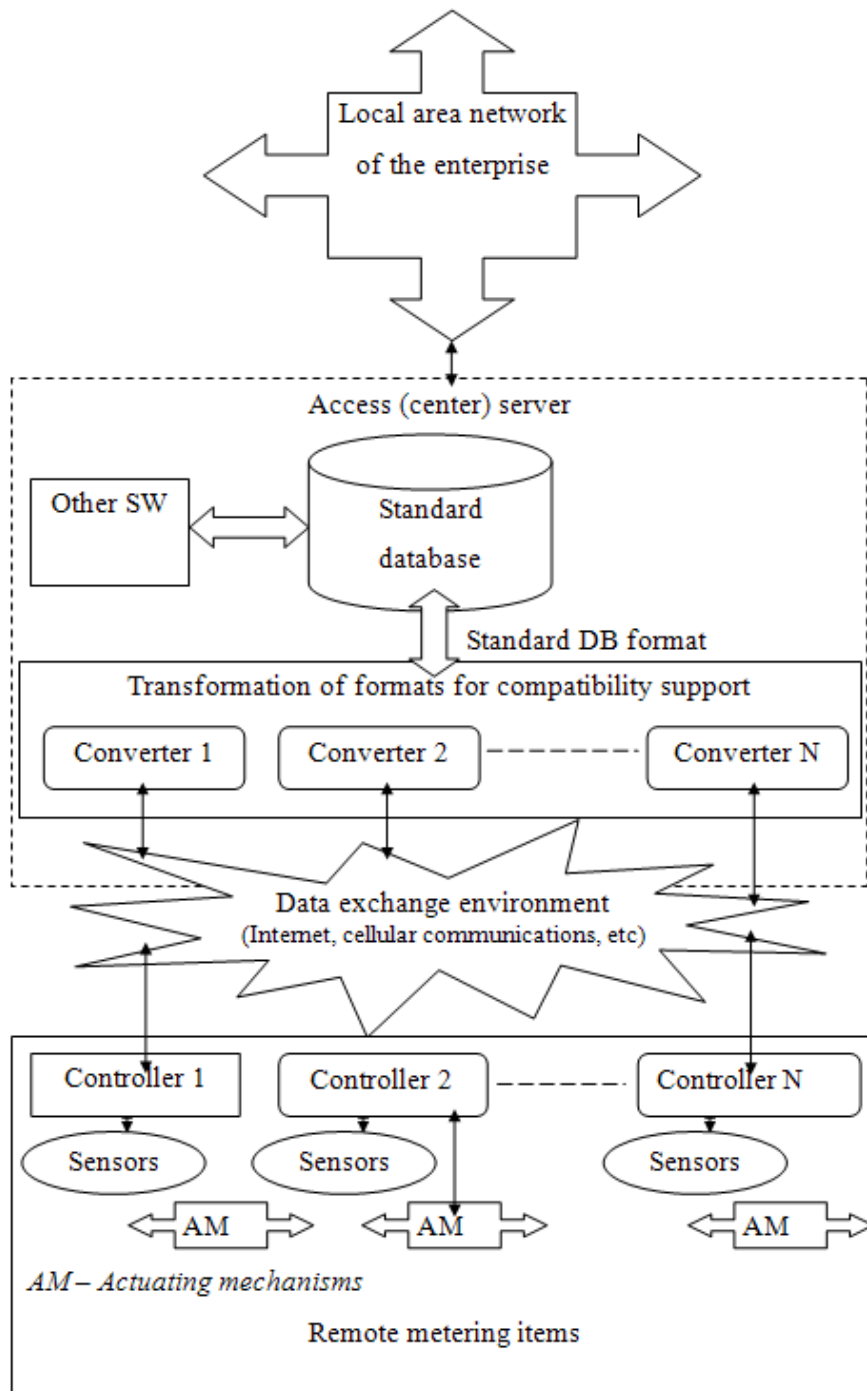 Local area network
of the enterprise
Access (center) server
Other SW
Standard
database
Standard DB format
Transformation of formats for compatibility support
Converter 1
Converter 2
Converter N
Data exchange environment
(Internet, cellular communications, etc)
Controller 1
Controller 2
Controller N
Sensors
Sensors
Sensors
AM
AM
AM
AM – Actuating mechanisms
Remote metering items